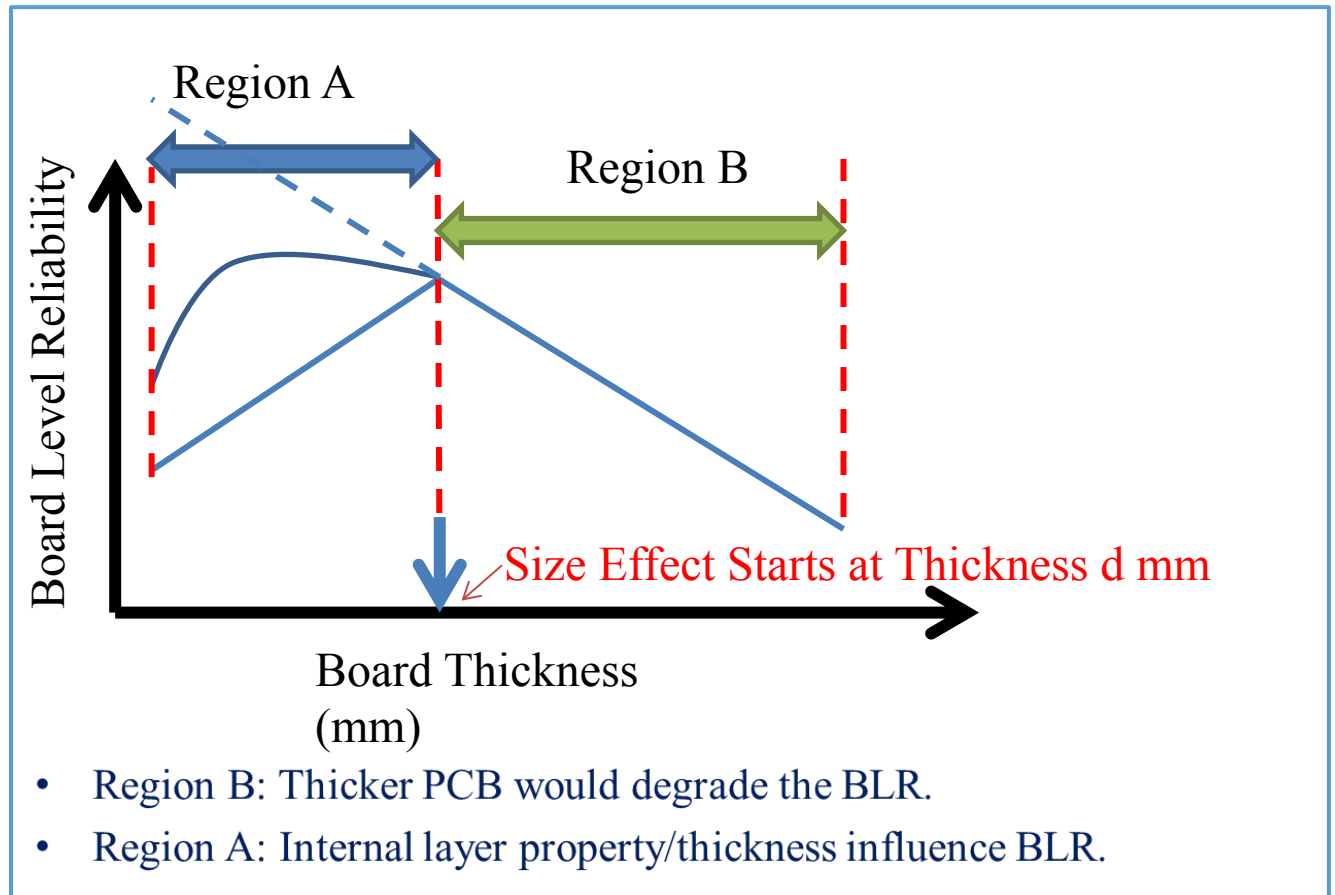 Region A
Region B
Board Level Reliability
Size Effect Starts at Thickness d mm
Board Thickness
(mm)
• Region B: Thicker PCB would degrade the BLR.
• Region A: Internal layer property/thickness influence BLR.